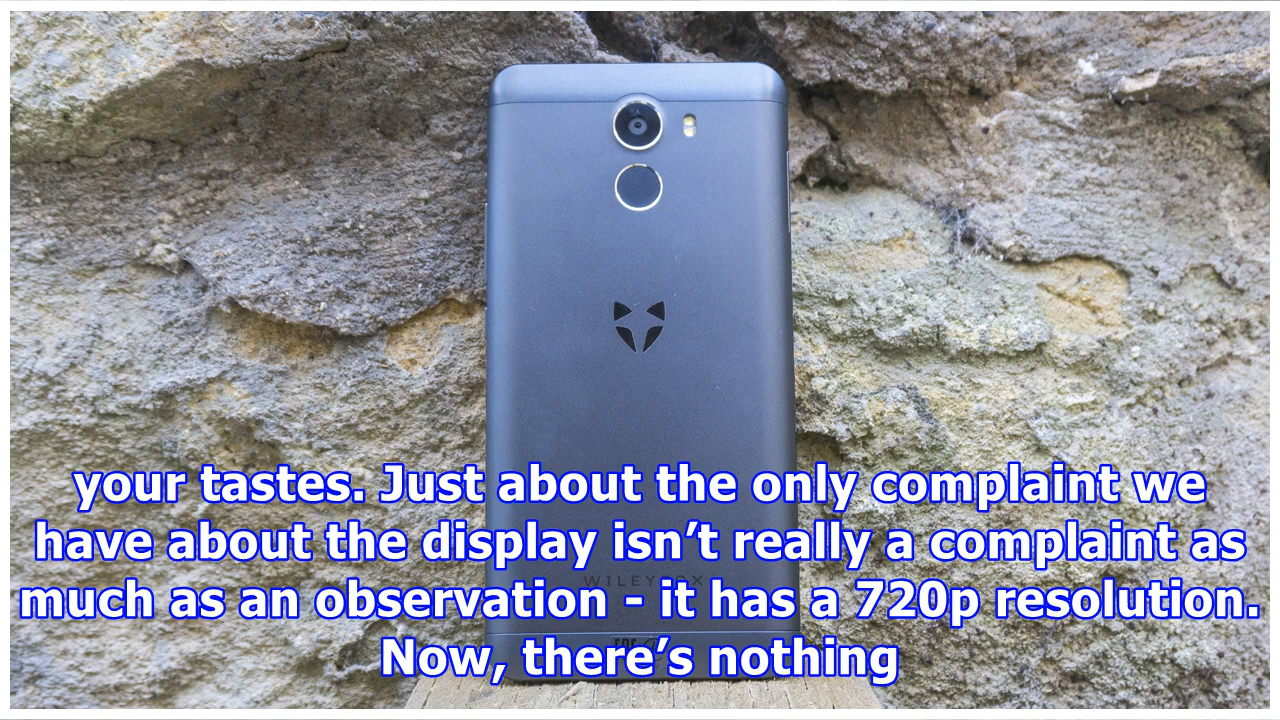 your tastes. Just about the only complaint we
have about the display isn’t really a complaint as
much as an observation - it has a 720p resolution.
WILEYFOX
Now, there’s nothing